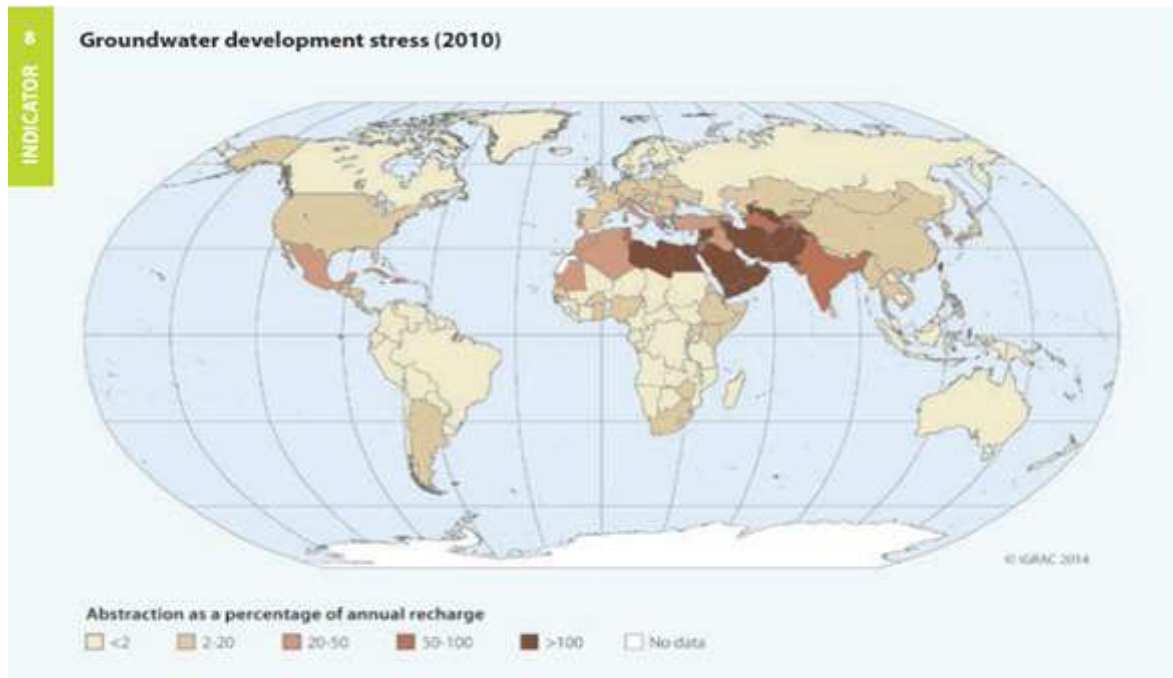 INDICATOR 8
Groundwater development stress (2010)
© IGRAC 2014
Abstraction as a percentage of annual recharge
<2 2-20 20-50 50-100 >100 No data